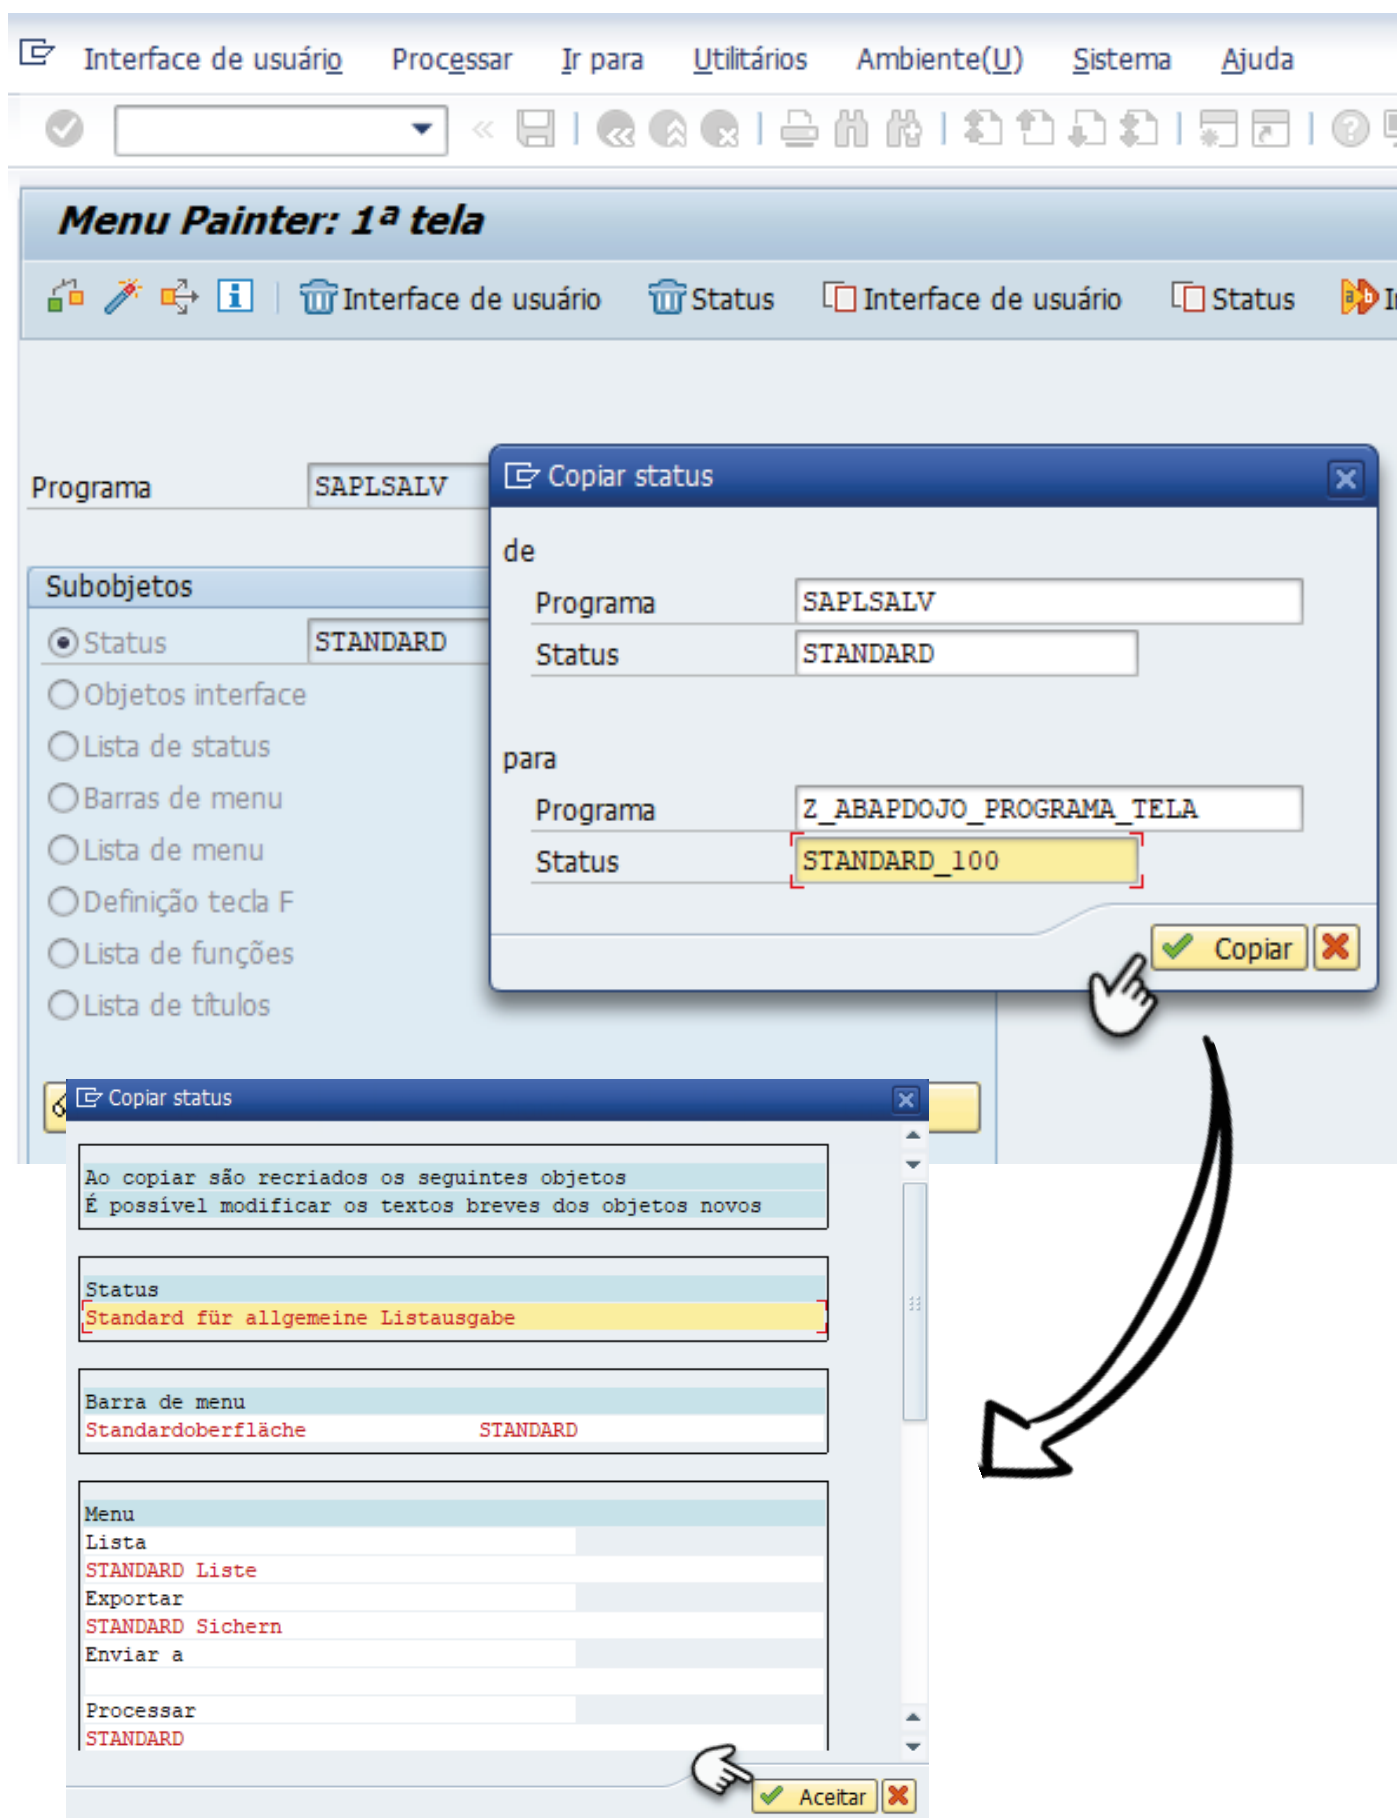 Interface de usuário Processar Ir para Utilitários Ambiente(U) Sistema Ajuda
Menu Painter: 1ª tela
Interface de usuário Status Interface de usuário Status
Programa SAPLSALV
Subobjetos
Status STANDARD
Objetos interface
Lista de status
Barras de menu
Lista de menu
Definição tecla F
Lista de funções
Lista de títulos
Copiar status
de
Programa SAPLSALV
Status STANDARD
para
Programa Z_ABAPDOJO_PROGRAMA_TELA
Status STANDARD_100
Copiar
Copiar status
Ao copiar são recriados os seguintes objetos
É possível modificar os textos breves dos objetos novos
Status
Standard für allgemeine Listausgabe
Barra de menu
Standardoberfläche STANDARD
Menu
Lista
STANDARD Liste
Exportar
STANDARD Sichern
Enviar a
Processar
STANDARD
Aceitar